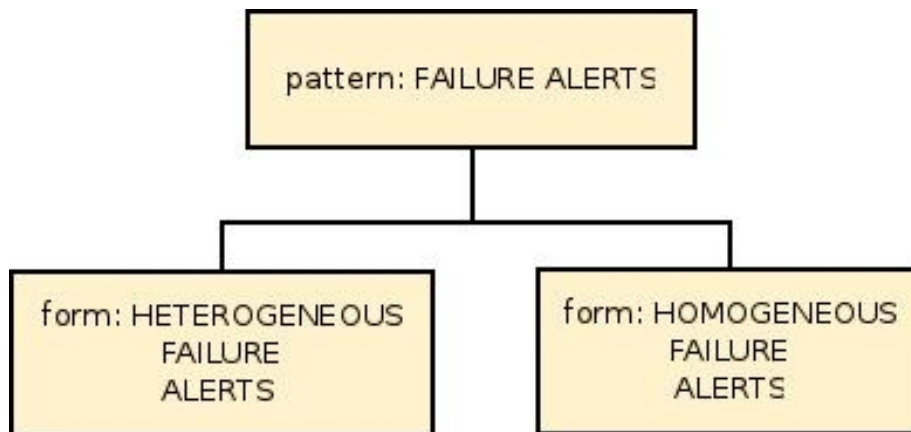 pattern: FAILURE ALERTS
form: HETEROGENEOUS
FAILURE
ALERTS
form: HOMOGENEOUS
FAILURE
ALERTS